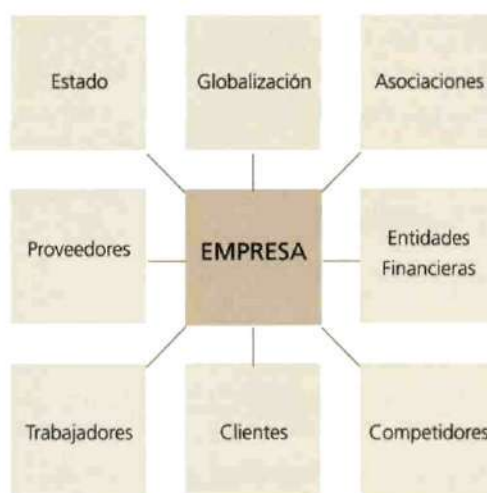 Estado
Globalización
Asociaciones
Proveedores
EMPRESA
Entidades
Financieras
Trabajadores
Clientes
Competidores